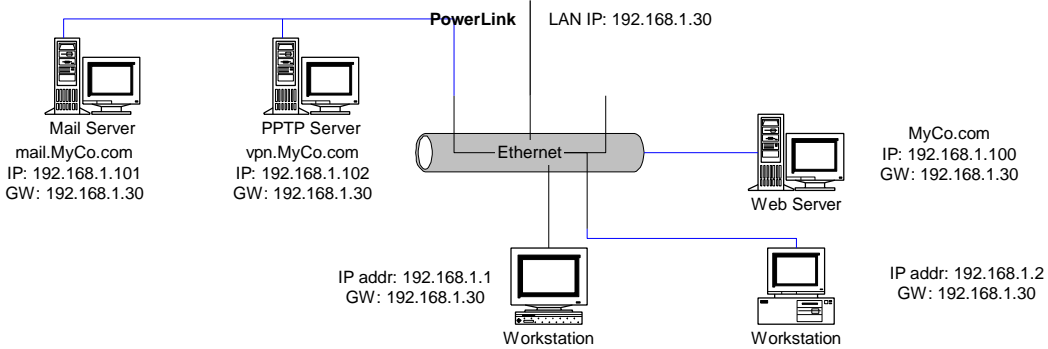 PowerLink LAN IP: 192.168.1.30
Mail Server
mail.MyCo.com
IP: 192.168.1.101
GW: 192.168.1.30
PPTP Server
vpn.MyCo.com
IP: 192.168.1.102
GW: 192.168.1.30
Ethernet
MyCo.com
IP: 192.168.1.100
GW: 192.168.1.30
Web Server
IP addr: 192.168.1.1
GW: 192.168.1.30
Workstation
IP addr: 192.168.1.2
GW: 192.168.1.30
Workstation